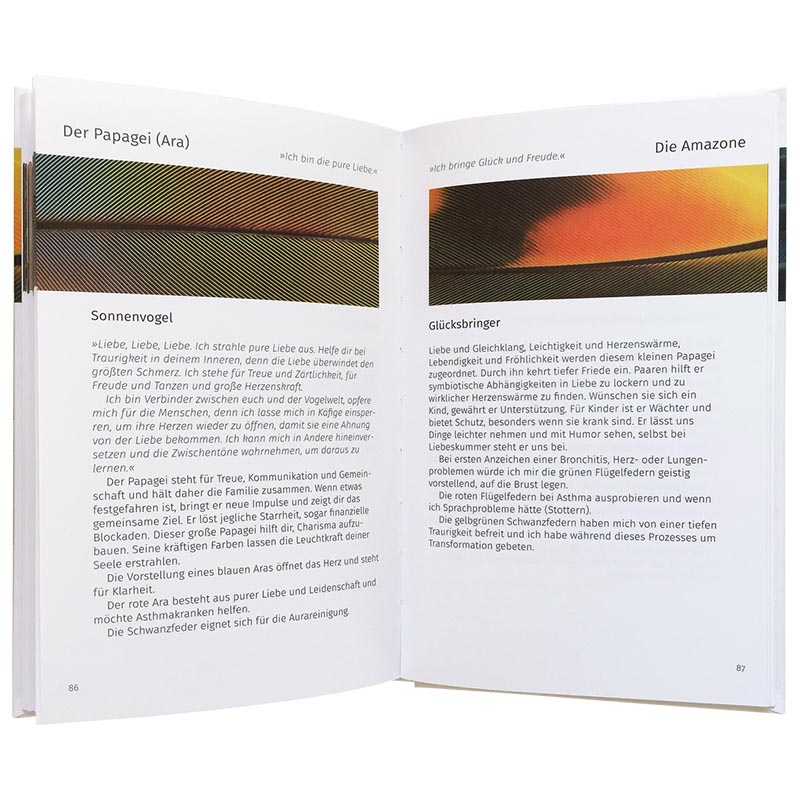 Der Papagei (Ara)
»Ich bin die pure Liebe.«
Sonnenvogel
»Liebe, Liebe, Liebe. Ich strahle pure Liebe aus. Helfe dir bei
Traurigkeit in deinem Inneren, denn die Liebe überwindet den
größten Schmerz. Ich stehe für Treue und Zärtlichkeit, für
Freude und Tanzen und große Herzenskraft.
Ich bin Verbinder zwischen euch und der Vogelwelt, opfere
mich für die Menschen, denn ich lasse mich in Käfige einsper-
ren, um ihre Herzen wieder zu öffnen, damit sie eine Ahnung
von der Liebe bekommen. Ich kann mich in Andere hineinver-
setzen und die Zwischentöne wahrnehmen, um daraus zu
lernen.«
Der Papagei steht für Treue, Kommunikation und Gemein-
schaft und hält daher die Familie zusammen. Wenn etwas
festgefahren ist, bringt er neue Impulse und zeigt dir das
gemeinsame Ziel. Er löst jegliche Starrheit, sogar finanzielle
Blockaden. Dieser große Papagei hilft dir, Charisma aufzu-
bauen. Seine kräftigen Farben lassen die Leuchtkraft deiner
Seele erstrahlen.
Die Vorstellung eines blauen Aras öffnet das Herz und steht
für Klarheit.
Der rote Ara besteht aus purer Liebe und Leidenschaft und
möchte Asthmakranken helfen.
Die Schwanzfeder eignet sich für die Aurareinigung.
86
»Ich bringe Glück und Freude.«
Die Amazone
Glücksbringer
Liebe und Gleichklang, Leichtigkeit und Herzenswärme,
Lebendigkeit und Fröhlichkeit werden diesem kleinen Papagei
zugeordnet. Durch ihn kehrt tiefer Friede ein. Paaren hilft er
symbiotische Abhängigkeiten in Liebe zu lockern und zu
wirklicher Herzenswärme zu finden. Wünschen sie sich ein
Kind, gewährt er Unterstützung. Für Kinder ist er Wächter und
bietet Schutz, besonders wenn sie krank sind. Er lässt uns
Dinge leichter nehmen und mit Humor sehen, selbst bei
Liebeskummer steht er uns bei.
Bei ersten Anzeichen einer Bronchitis, Herz- oder Lungen-
problemen würde ich mir die grünen Flügelfedern geistig
vorstellend, auf die Brust legen.
Die roten Flügelfedern bei Asthma ausprobieren und wenn
ich Sprachprobleme hätte (Stottern).
Die gelbgrünen Schwanzfedern haben mich von einer tiefen
Traurigkeit befreit und ich habe während dieses Prozesses um
Transformation gebeten.
87